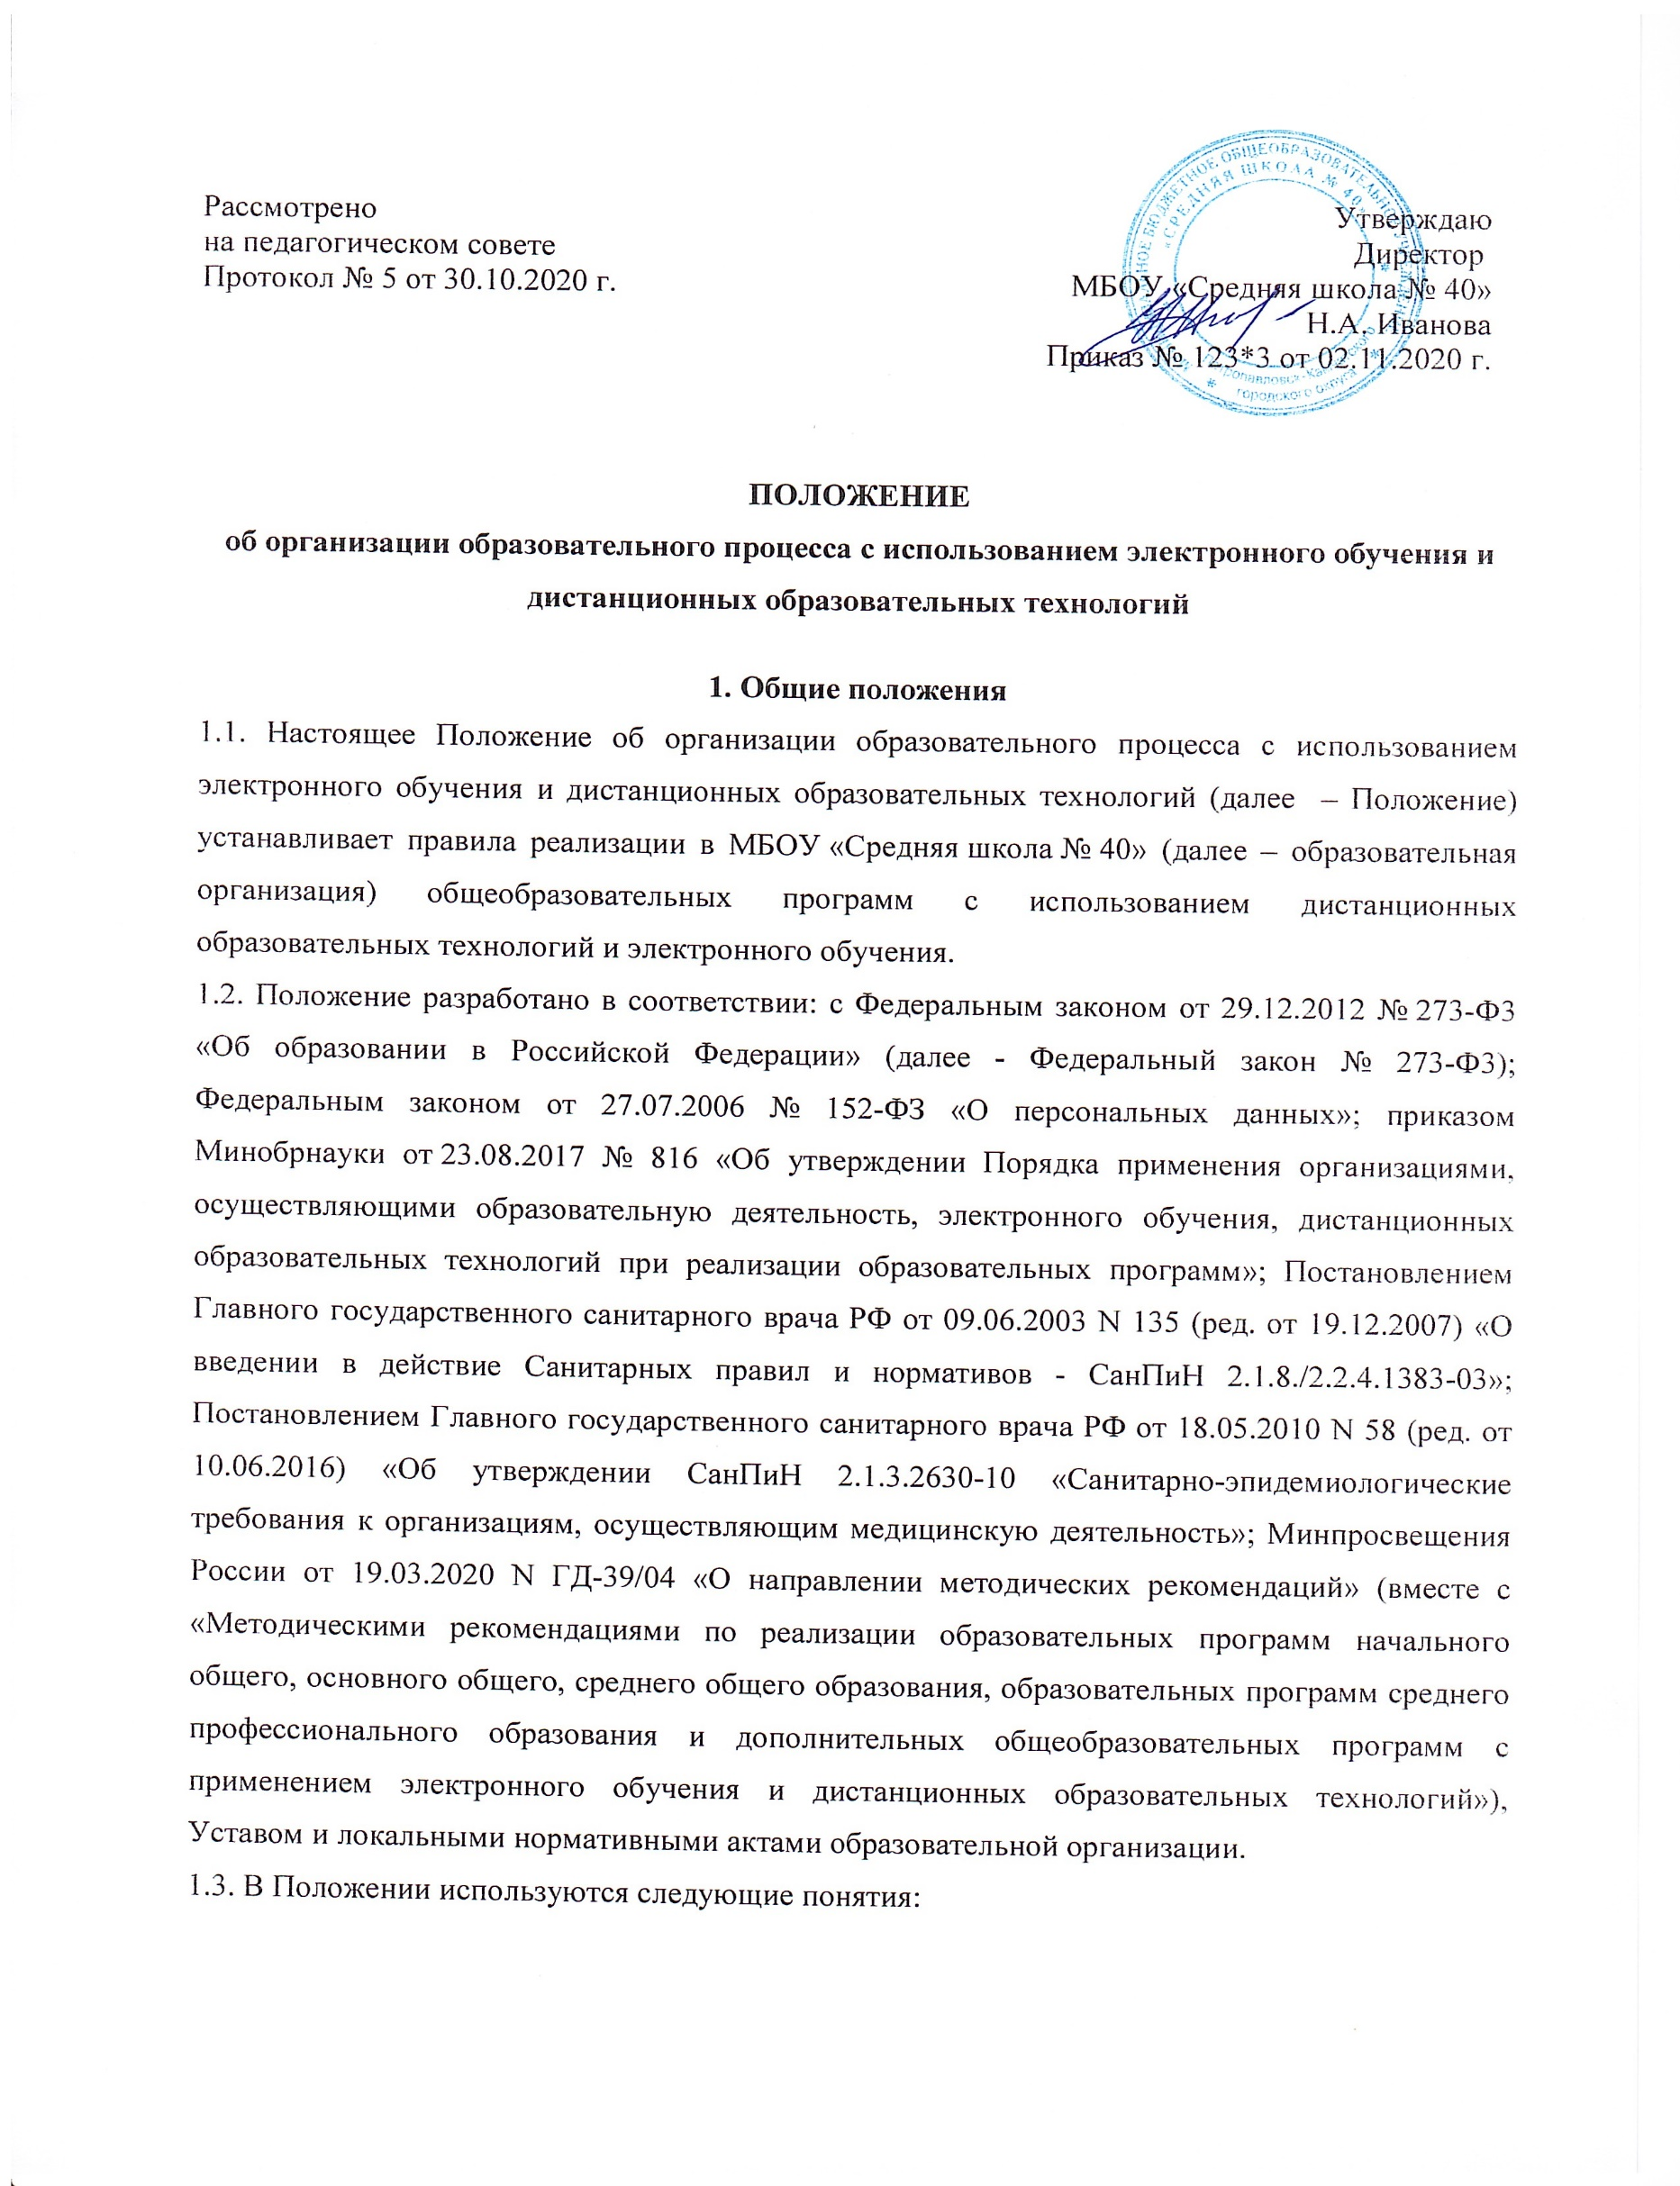 Рассмотрено
на педагогическом совете
Протокол № 5 от 30.10.2020 г.
Утверждаю
Директор
МБОУ «Средняя школа № 40»
Н.А. Иванова
Приказ № 123*3 от 02.11.2020 г.
БЮДЖЕТНОЕ ОБЩЕОБРАЗОВАТЕЛЬНОЕ
«СРЕДНЯЯ ШКОЛА № 40»
городского округа
ПОЛОЖЕНИЕ
об организации образовательного процесса с использованием электронного обучения и
дистанционных образовательных технологий
1. Общие положения
1.1. Настоящее Положение об организации образовательного процесса с использованием
электронного обучения и дистанционных образовательных технологий (далее – Положение)
устанавливает правила реализации в МБОУ «Средняя школа № 40» (далее – образовательная
организация) общеобразовательных программ с использованием дистанционных
образовательных технологий и электронного обучения.
1.2. Положение разработано в соответствии: с Федеральным законом от 29.12.2012 № 273-ФЗ
«Об образовании в Российской Федерации» (далее - Федеральный закон № 273-ФЗ);
Федеральным законом от 27.07.2006 № 152-ФЗ «О персональных данных»; приказом
Минобрнауки от 23.08.2017 № 816 «Об утверждении Порядка применения организациями,
осуществляющими образовательную деятельность, электронного обучения, дистанционных
образовательных технологий при реализации образовательных программ»; Постановлением
Главного государственного санитарного врача РФ от 09.06.2003 N 135 (ред. от 19.12.2007) «О
введении в действие Санитарных правил и нормативов - СанПиН 2.1.8./2.2.4.1383-03»;
Постановлением Главного государственного санитарного врача РФ от 18.05.2010 N 58 (ред. от
10.06.2016) «Об утверждении СанПиН 2.1.3.2630-10 «Санитарно-эпидемиологические
требования к организациям, осуществляющим медицинскую деятельность»; Минпросвещения
России от 19.03.2020 N ГД-39/04 «О направлении методических рекомендаций» (вместе с
«Методическими рекомендациями по реализации образовательных программ начального
общего, основного общего, среднего общего образования, образовательных программ среднего
профессионального образования и дополнительных общеобразовательных программ с
применением электронного обучения и дистанционных образовательных технологий»),
Уставом и локальными нормативными актами образовательной организации.
1.3. В Положении используются следующие понятия: